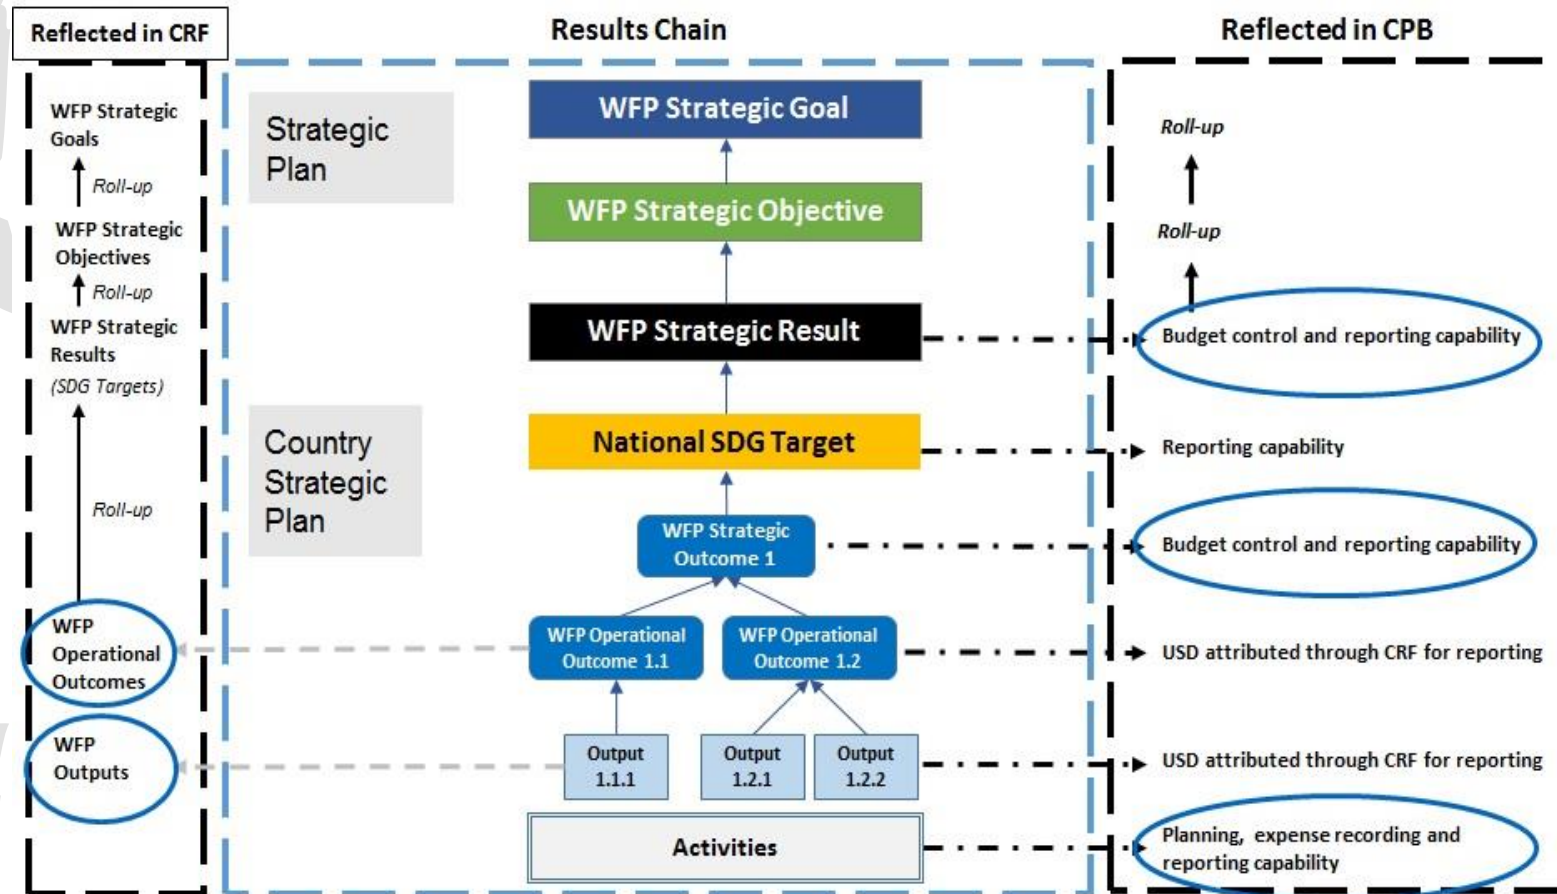 Reflected in CRF
Results Chain
Reflected in CPB
WFP Strategic
Goals
Roll-up
WFP Strategic
Objectives
Roll-up
WFP Strategic
Results
(SDG Targets)
Roll-up
WFP
Operational
Outcomes
WFP
Outputs
Strategic
Plan
Country
Strategic
Plan
WFP Strategic Goal
WFP Strategic Objective
WFP Strategic Result
National SDG Target
WFP Strategic
Outcome 1
WFP Operational
Outcome 1.1
WFP Operational
Outcome 1.2
Output
1.1.1
Output
1.2.1
Output
1.2.2
Activities
Roll-up
Roll-up
Budget control and reporting capability
Reporting capability
Budget control and reporting capability
USD attributed through CRF for reporting
USD attributed through CRF for reporting
Planning, expense recording and
reporting capability